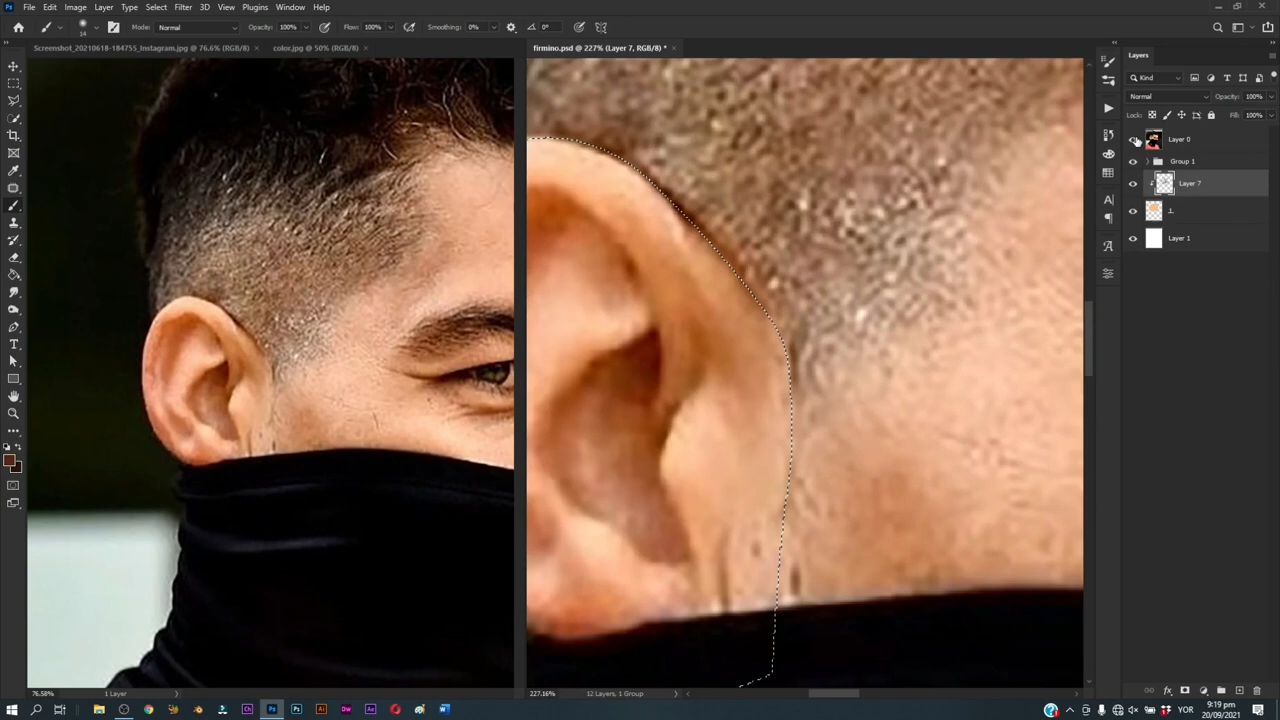 File Edit Image Layer Type Select Filter 3D View Plugins Window Help
14 Mode: Normal Opacity: 100% Flow: 100% Smoothing: 0% 0°
Screenshot_20210618-184755_Instagram.jpg @ 76.6% (RGB/8) × color.jpg @ 50% (RGB/8) × firmino.psd @ 227% (Layer 7, RGB/8) * ×
Layers
Kind
Normal Opacity: 100%
Lock: Fill: 100%
Layer 0
Group 1
Layer 7
Layer 1
76.58% 1 Layer 227.16% 12 Layers, 1 Group
YOR 9:19 pm
20/09/2021